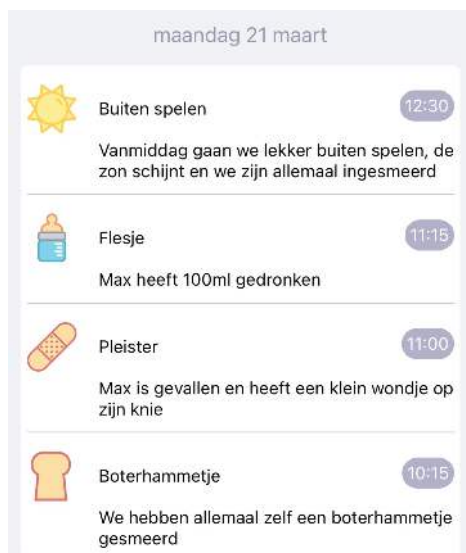 maandag 21 maart
Buiten spelen 12:30
Vanmiddag gaan we lekker buiten spelen, de
zon schijnt en we zijn allemaal ingesmeerd
Flesje 11:15
Max heeft 100ml gedronken
Pleister 11:00
Max is gevallen en heeft een klein wondje op
zijn knie
Boterhammetje 10:15
We hebben allemaal zelf een boterhammetje
gesmeerd